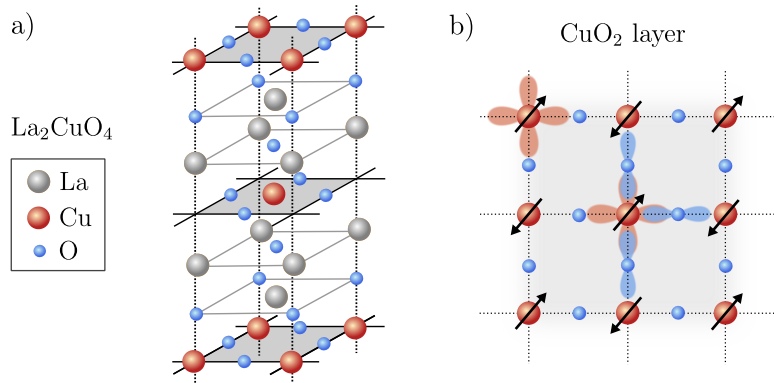 a)
La₂CuO₄
La
Cu
O
b)
CuO₂ layer